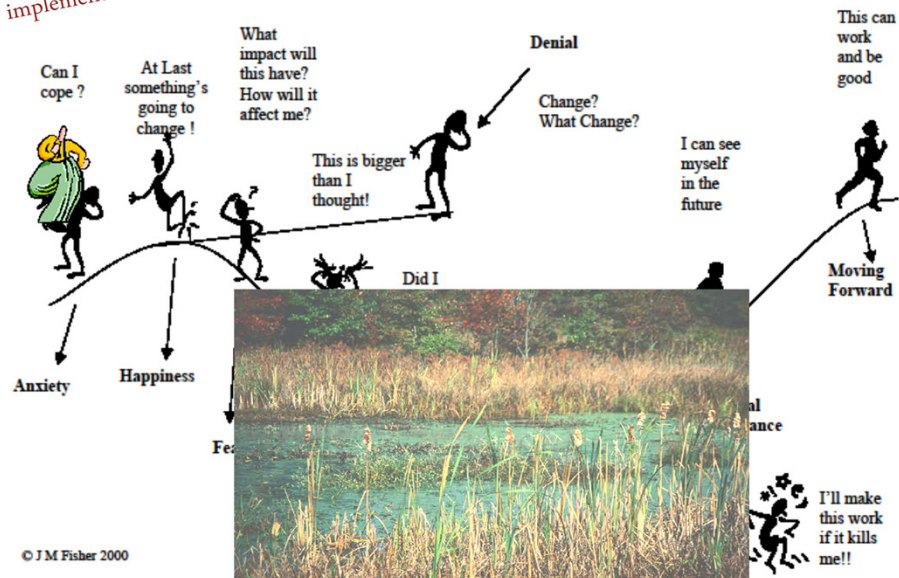 Can I
cope ?
At Last
something's
going to
change !
What
impact will
this have?
How will it
affect me?
This is bigger
than I
thought!
Denial
Change?
What Change?
I can see
myself
in the
future
This can
work
and be
good
Did I
?
Moving
Forward
Anxiety
Happiness
Fea
al
ance
I'll make
this work
if it kills
me!!
© J M Fisher 2000